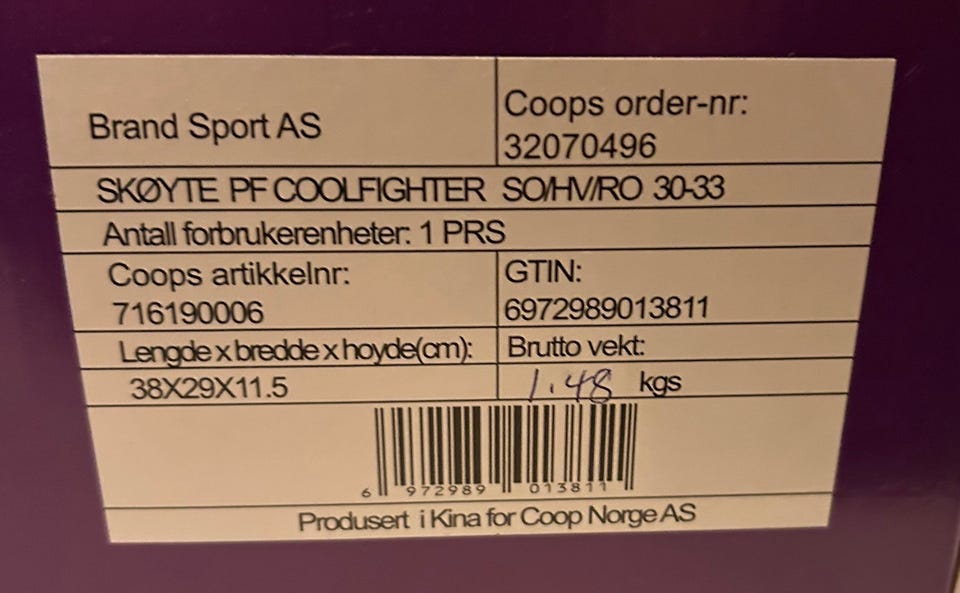 Brand Sport AS
Coops order-nr:
32070496
SKØYTE PF COOLFIGHTER SO/HV/RO 30-33
Antall forbrukerenheter: 1 PRS
Coops artikkelnr:
716190006
GTIN:
6972989013811
Lengde x bredde x hoyde(cm):
38X29X11.5
Brutto vekt:
1.48 kgs
6 972989 013811
Produsert i Kina for Coop Norge AS